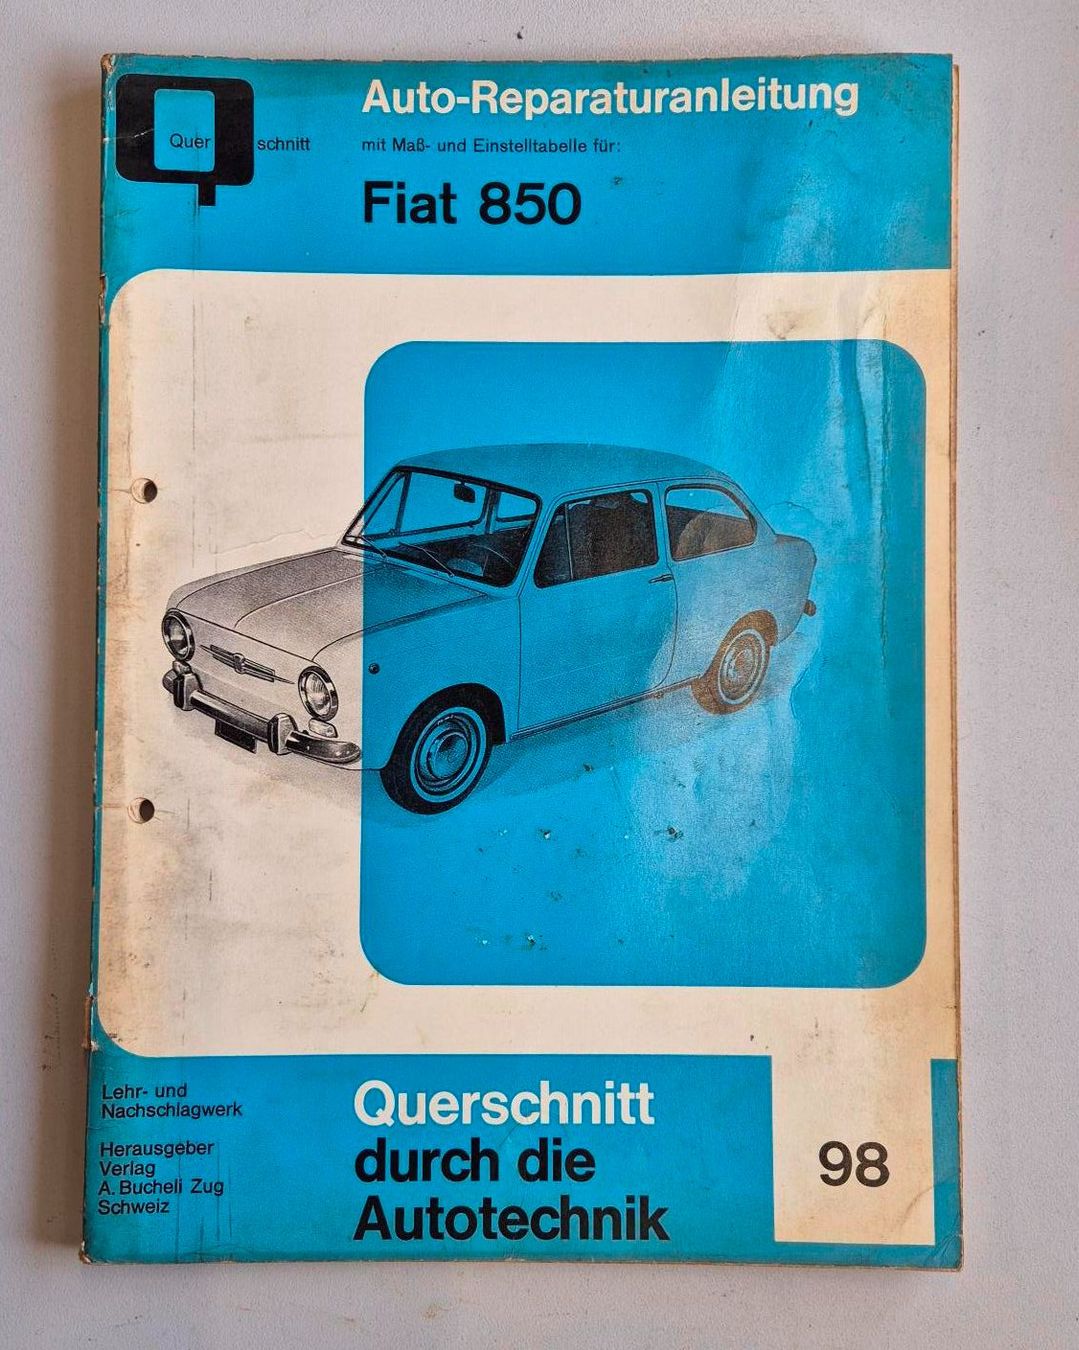 Quer schnitt
Auto-Reparaturanleitung
mit Maß- und Einstelltabelle für:
Fiat 850
Lehr- und
Nachschlagwerk
Herausgeber
Verlag
A. Bucheli Zug
Schweiz
Querschnitt
durch die
Autotechnik
98